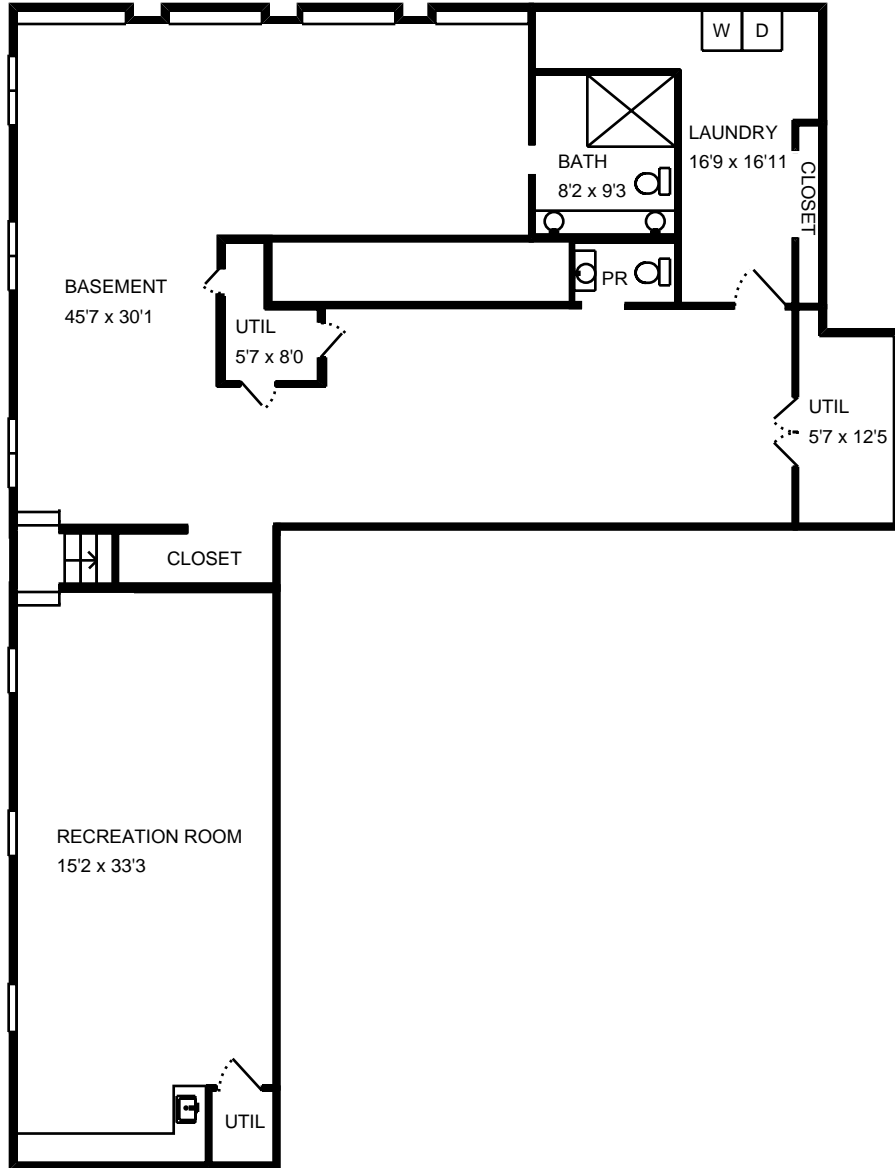 W D
LAUNDRY
16'9 x 16'11
BATH
8'2 x 9'3
CLOSET
PR
BASEMENT
45'7 x 30'1
UTIL
5'7 x 8'0
UTIL
5'7 x 12'5
CLOSET
RECREATION ROOM
15'2 x 33'3
UTIL